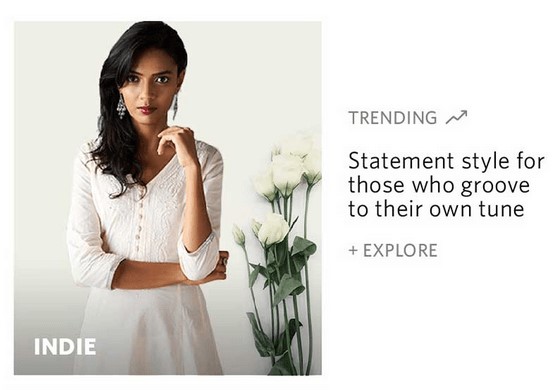 TRENDING
Statement style for
those who groove
to their own tune
+ EXPLORE
INDIE